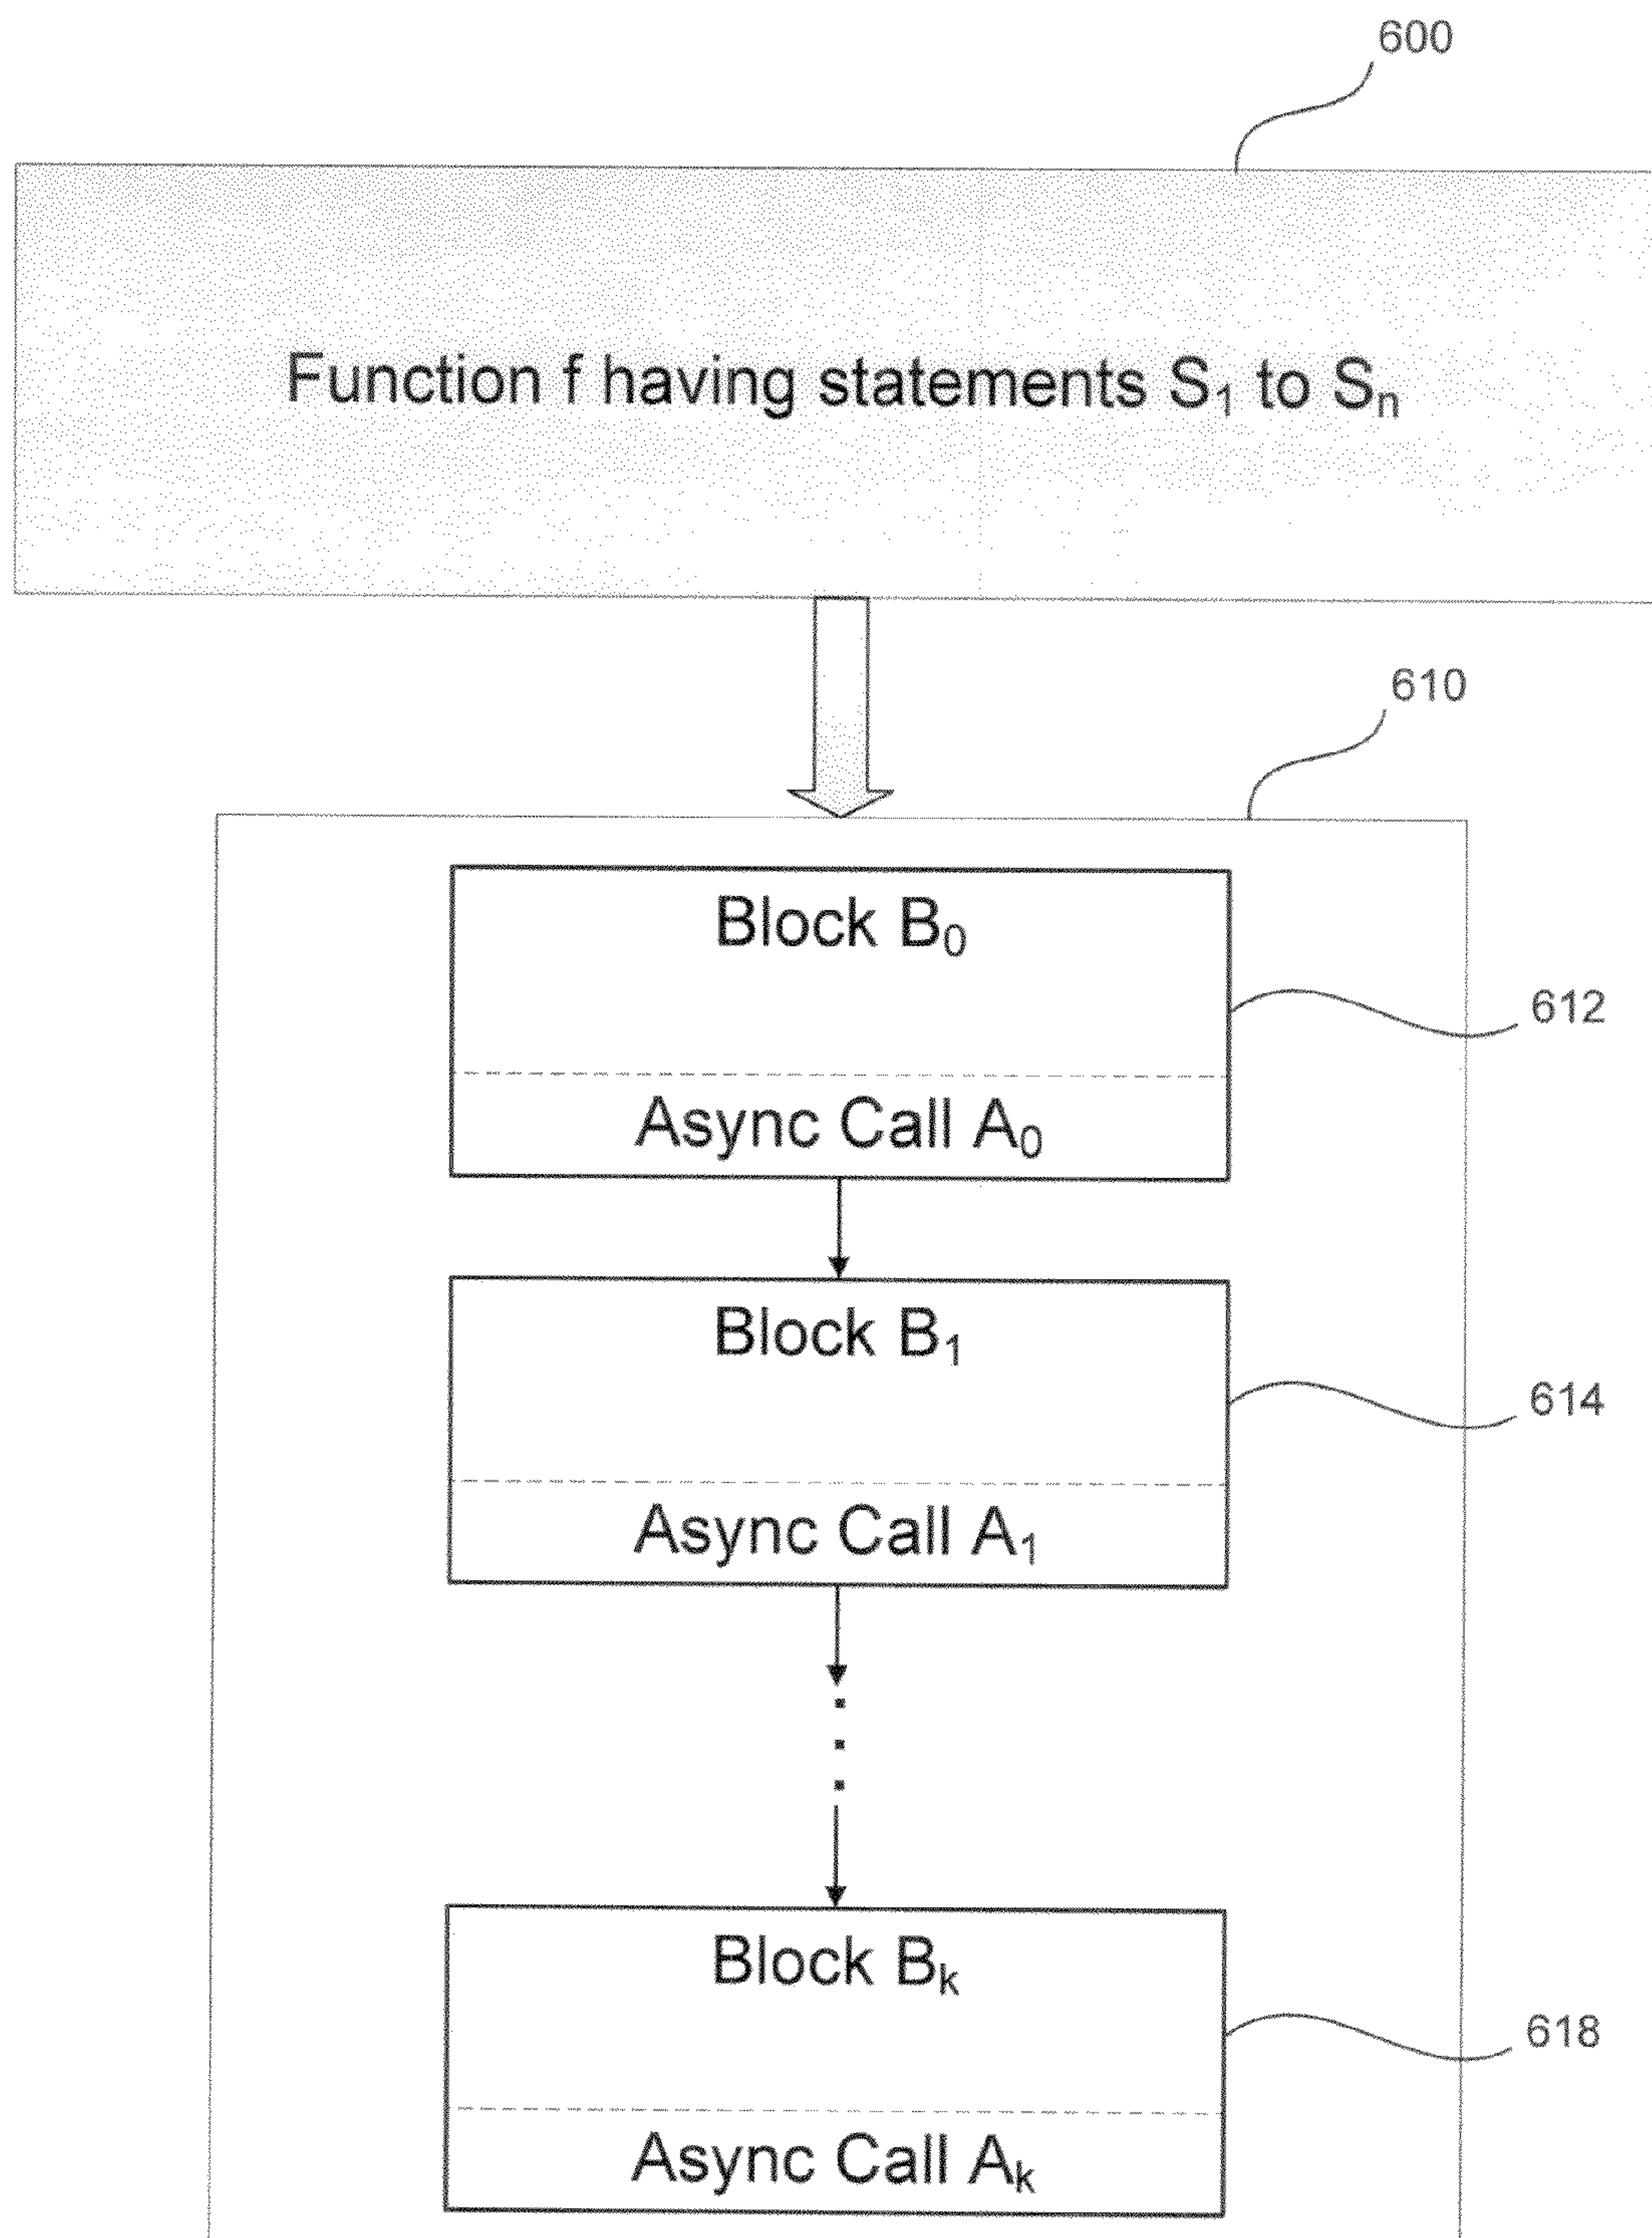 600
Function f having statements S₁ to Sₙ
610
Block B₀
612
Async Call A₀
Block B₁
614
Async Call A₁
Block Bₖ
618
Async Call Aₖ